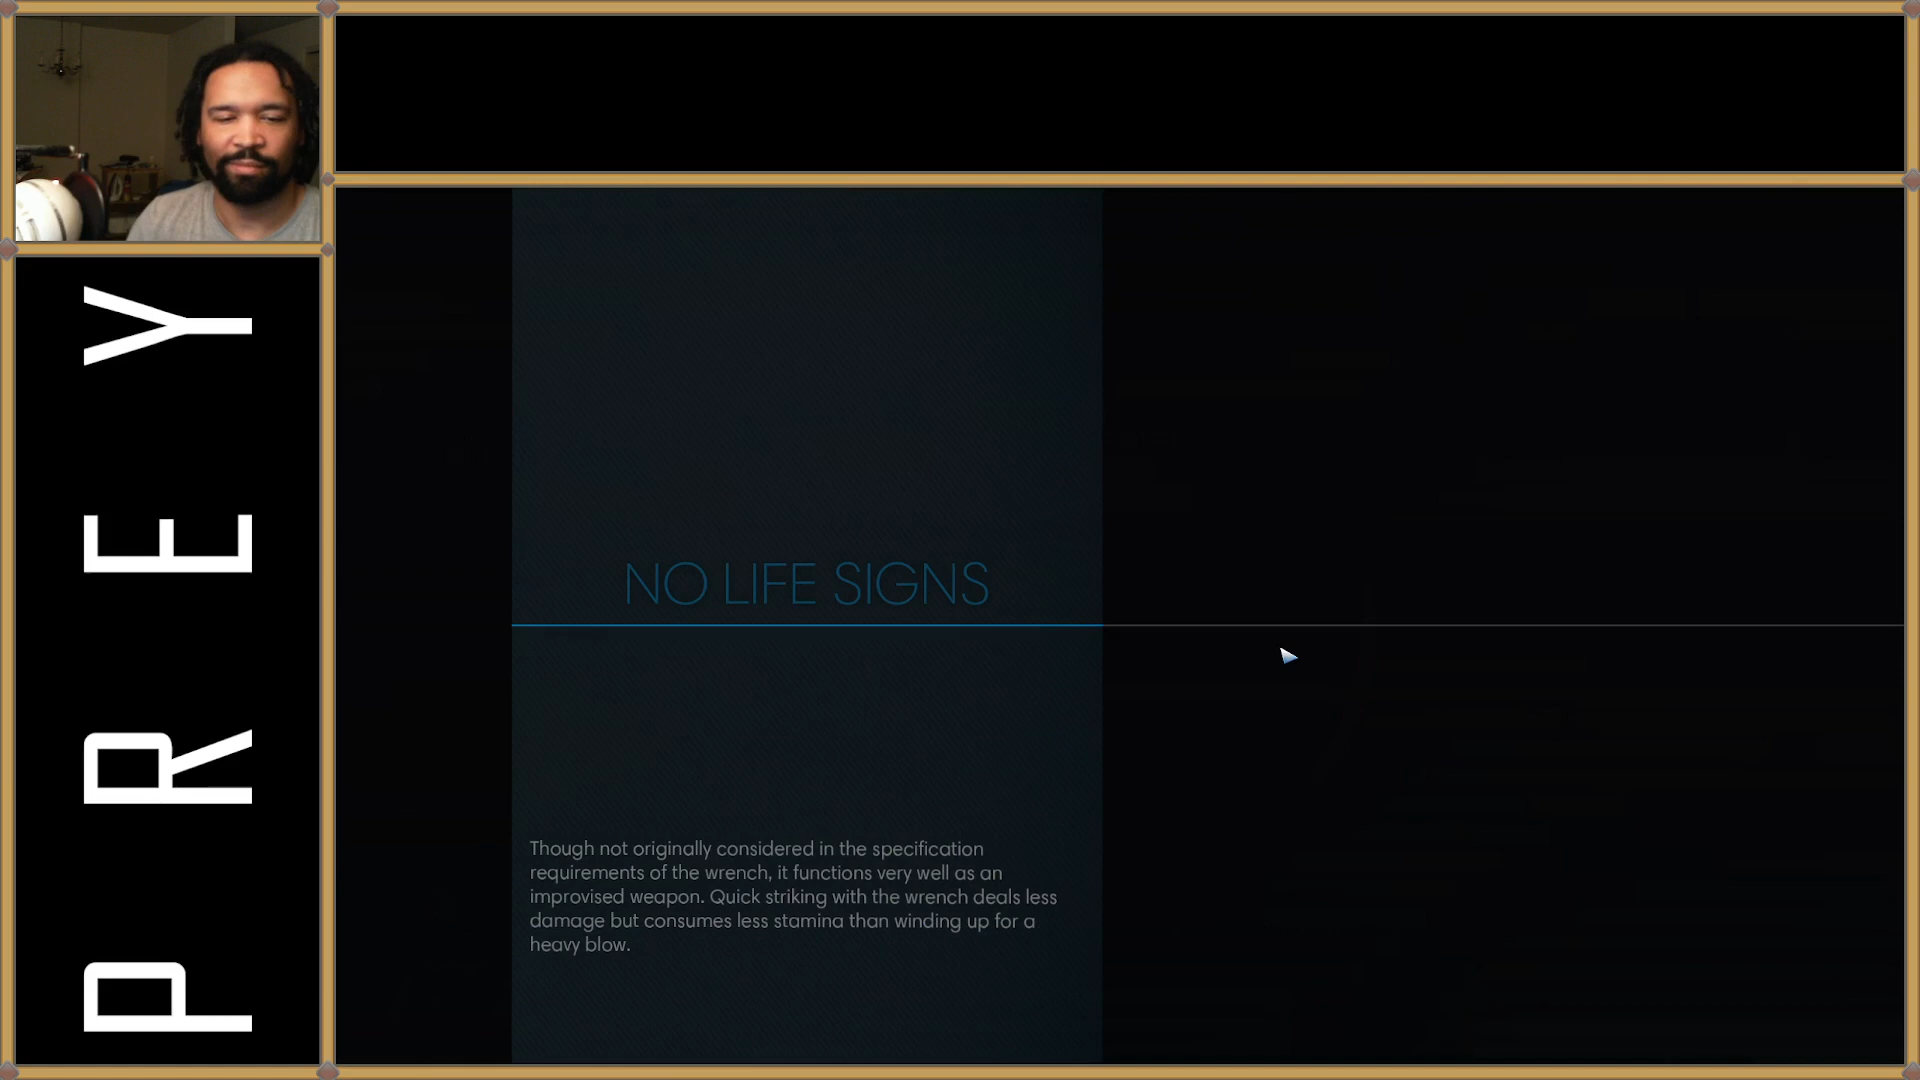 PREY
NO LIFE SIGNS
Though not originally considered in the specification
requirements of the wrench, it functions very well as an
improvised weapon. Quick striking with the wrench deals less
damage but consumes less stamina than winding up for a
heavy blow.